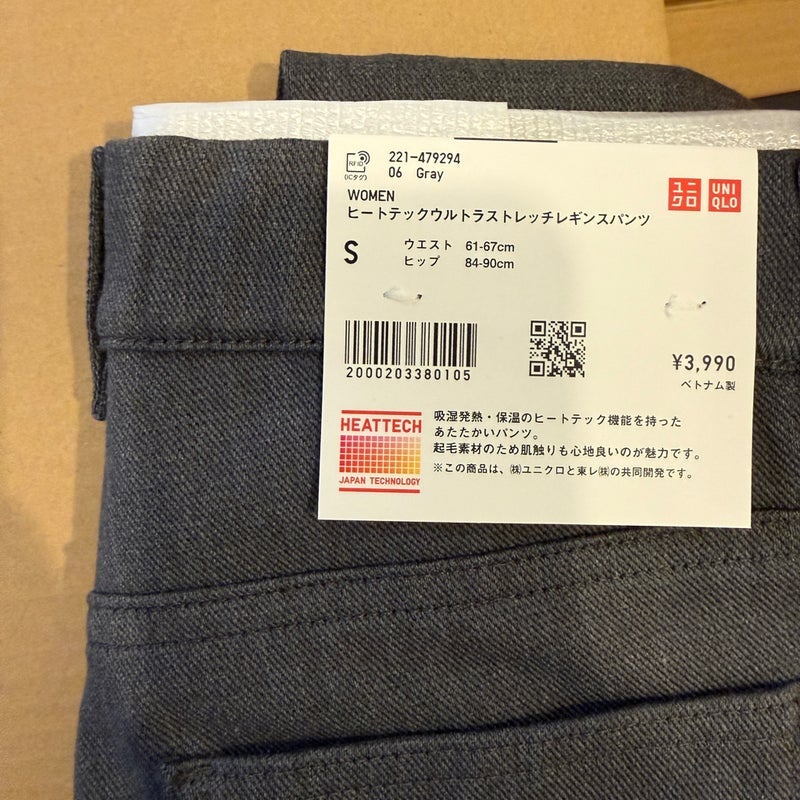 RFID
(ICタグ)
221-479294
06 Gray
WOMEN
ヒートテックウルトラストレッチレギンスパンツ
ユニクロ
UNIQLO
S
ウエスト 61-67cm
ヒップ 84-90cm
2000203380105
¥3,990
ベトナム製
HEATTECH
JAPAN TECHNOLOGY
吸湿発熱・保温のヒートテック機能を持った
あたたかいパンツ。
起毛素材のため肌触りも心地良いのが魅力です。
※この商品は、㈱ユニクロと東レ㈱の共同開発です。